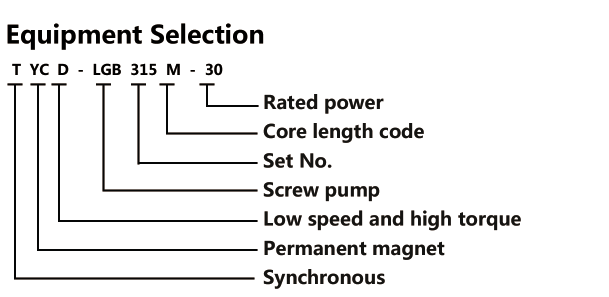 Equipment Selection
T YC D - LGB 315 M - 30
Rated power
Core length code
Set No.
Screw pump
Low speed and high torque
Permanent magnet
Synchronous